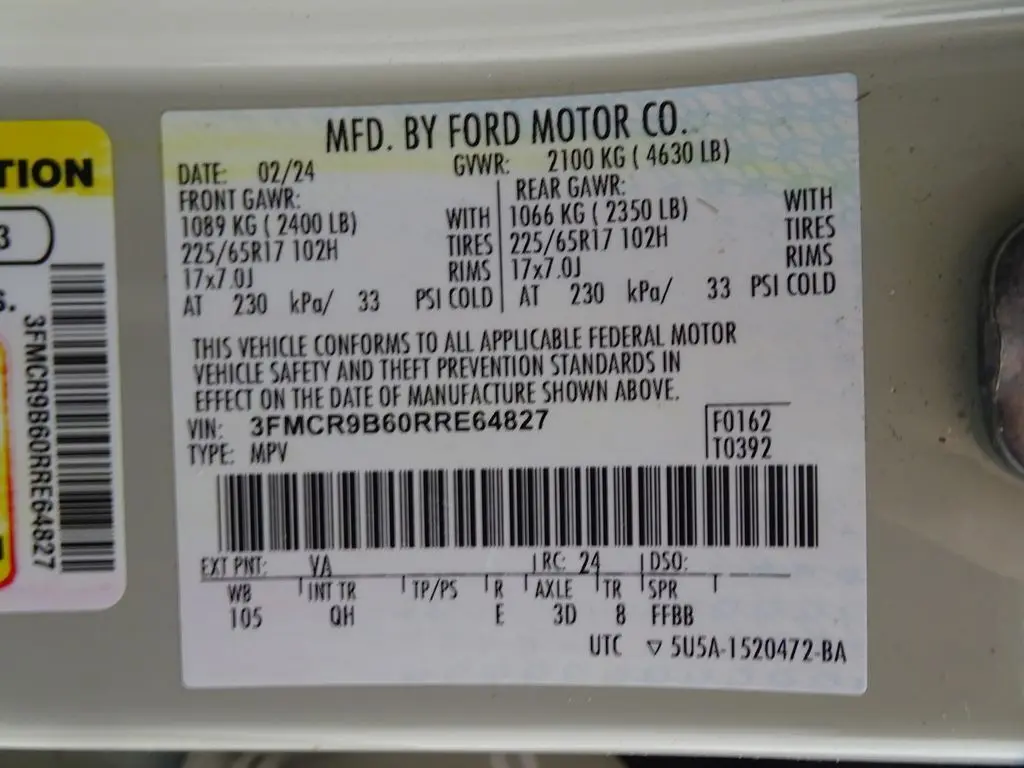 TION
3
S.
3FMCR9B60RRE64827
MFD. BY FORD MOTOR CO.
DATE: 02/24 GVWR: 2100 KG ( 4630 LB)
FRONT GAWR: REAR GAWR:
1089 KG ( 2400 LB) WITH 1066 KG ( 2350 LB) WITH
225/65R17 102H TIRES 225/65R17 102H TIRES
17x7.0J RIMS 17x7.0J RIMS
AT 230 kPa/ 33 PSI COLD AT 230 kPa/ 33 PSI COLD
THIS VEHICLE CONFORMS TO ALL APPLICABLE FEDERAL MOTOR
VEHICLE SAFETY AND THEFT PREVENTION STANDARDS IN
EFFECT ON THE DATE OF MANUFACTURE SHOWN ABOVE.
VIN: 3FMCR9B60RRE64827 F0162
TYPE: MPV T0392
EXT PNT: VA RC: 24 DSO:
WB INT TR TP/PS R AXLE TR SPR
105 QH E 3D 8 FFBB
UTC ▽ 5U5A-1520472-BA